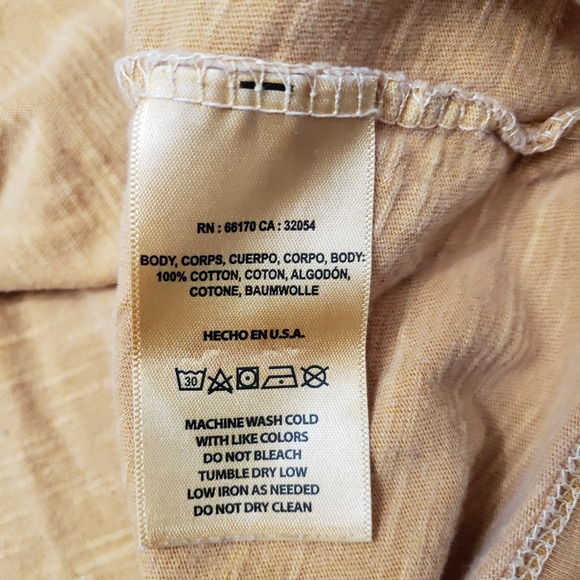 RN : 66170 CA : 32054
BODY, CORPS, CUERPO, CORPO, BODY:
100% COTTON, COTON, ALGODÓN,
COTONE, BAUMWOLLE
HECHO EN U.S.A.
30
MACHINE WASH COLD
WITH LIKE COLORS
DO NOT BLEACH
TUMBLE DRY LOW
LOW IRON AS NEEDED
DO NOT DRY CLEAN